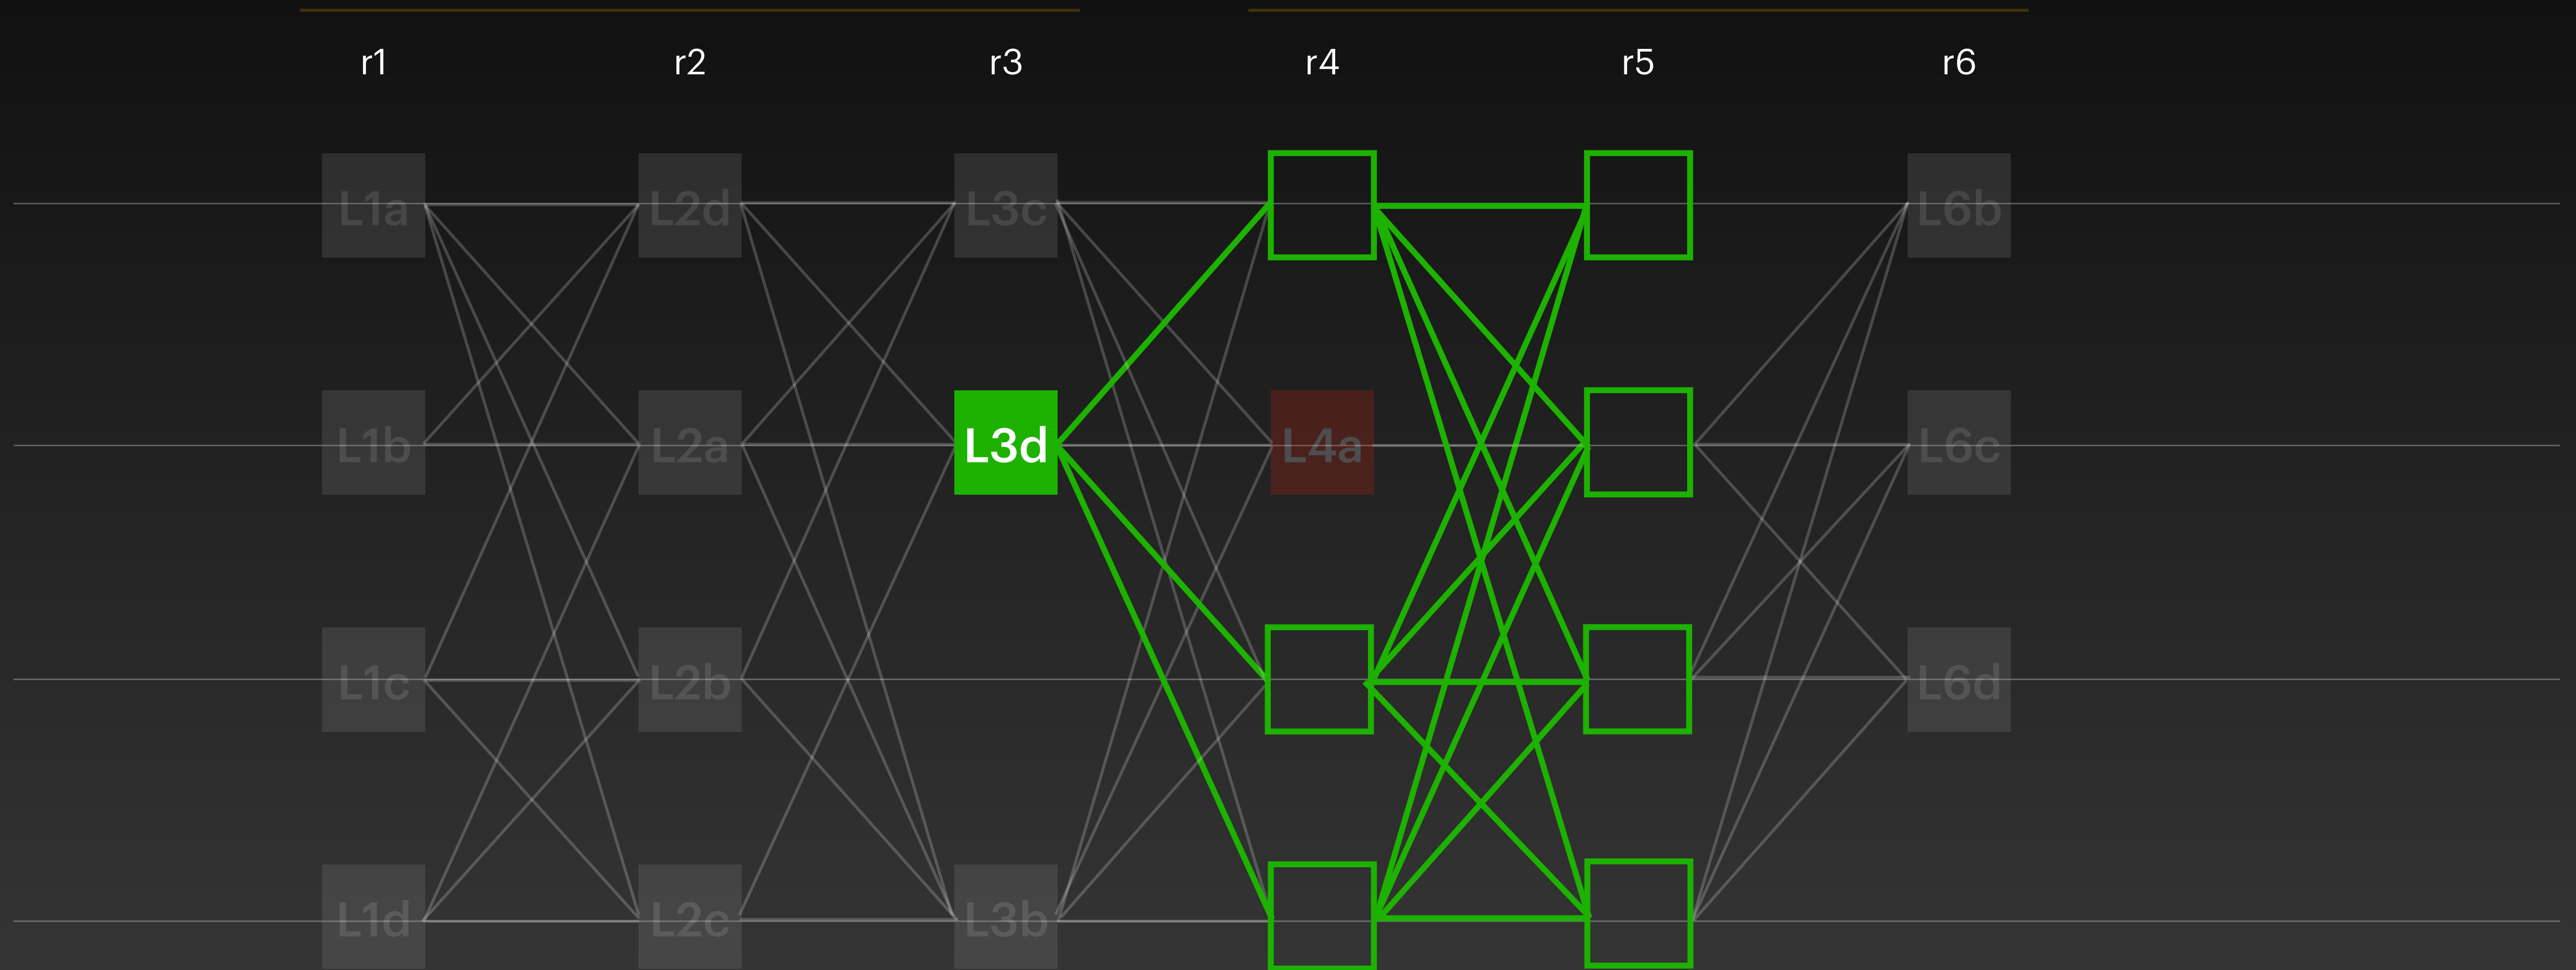 r1 r2 r3 r4 r5 r6
L1a L2d L3c L6b
L1b L2a L3d L4a L6c
L1c L2b L6d
L1d L2c L3b